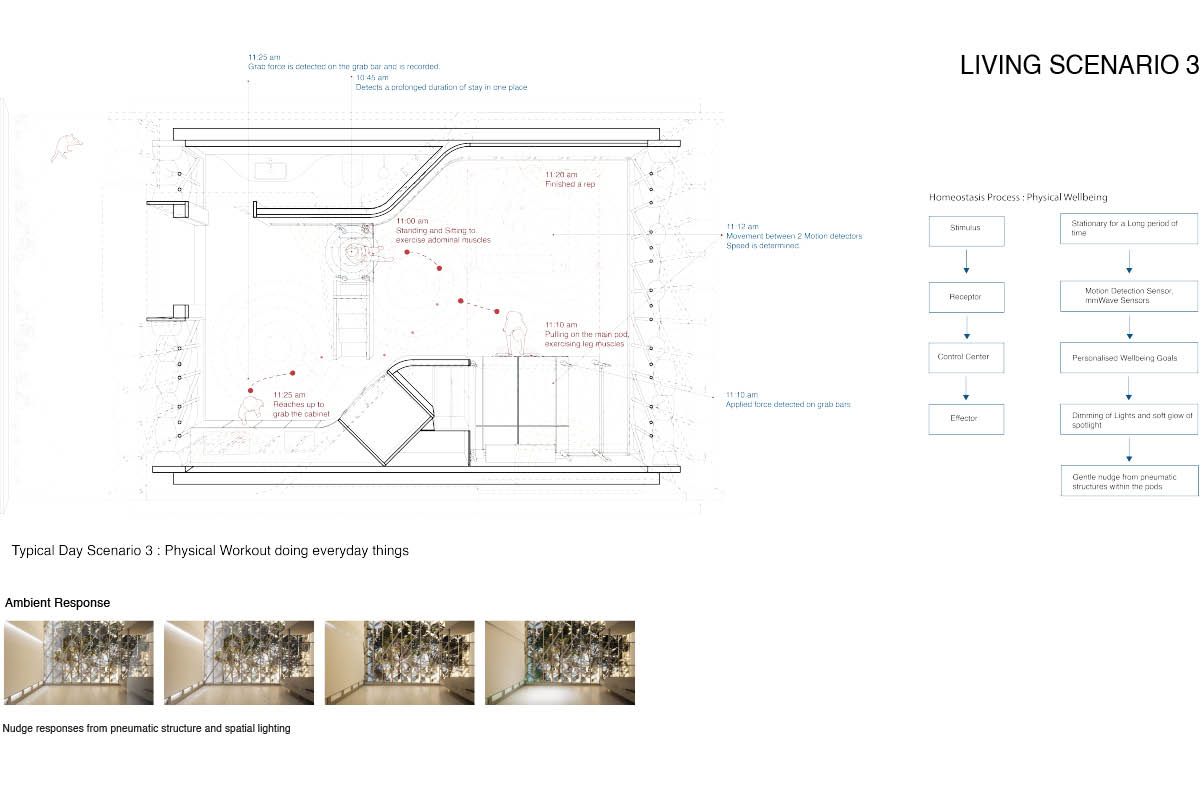 LIVING SCENARIO 3
11:25 am
Grab force is detected on the grab bar and is recorded.
10:45 am
Detects a prolonged duration of stay in one place
11:20 am
Finished a rep
11:00 am
Standing and Sitting to
exercise adominal muscles
11:12 am
Movement between 2 Motion detectors
Speed is determined.
11:10 am
Pulling on the main pod,
exercising leg muscles
11:25 am
Reaches up to
grab the cabinet
11:10 am
Applied force detected on grab bars
Homeostasis Process : Physical Wellbeing
Stimulus
Receptor
Control Center
Effector
Stationary for a Long period of
time
Motion Detection Sensor,
mmWave Sensors
Personalised Wellbeing Goals
Dimming of Lights and soft glow of
spotlight
Gentle nudge from pneumatic
structures within the pods
Typical Day Scenario 3 : Physical Workout doing everyday things
Ambient Response
Nudge responses from pneumatic structure and spatial lighting